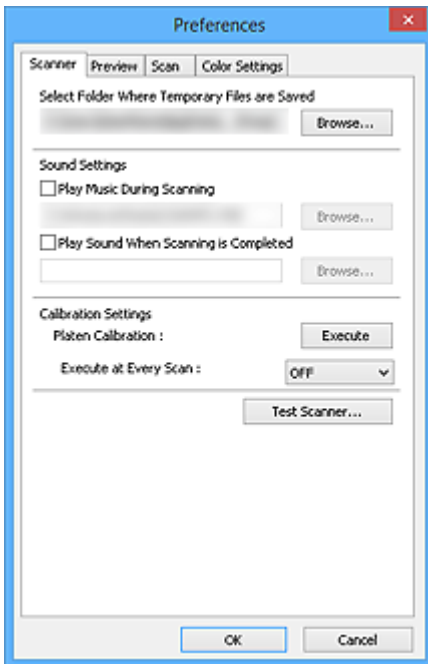 Preferences
Scanner Preview Scan Color Settings
Select Folder Where Temporary Files are Saved
Browse...
Sound Settings
Play Music During Scanning
Browse...
Play Sound When Scanning is Completed
Browse...
Calibration Settings
Platen Calibration : Execute
Execute at Every Scan : OFF
Test Scanner...
OK Cancel